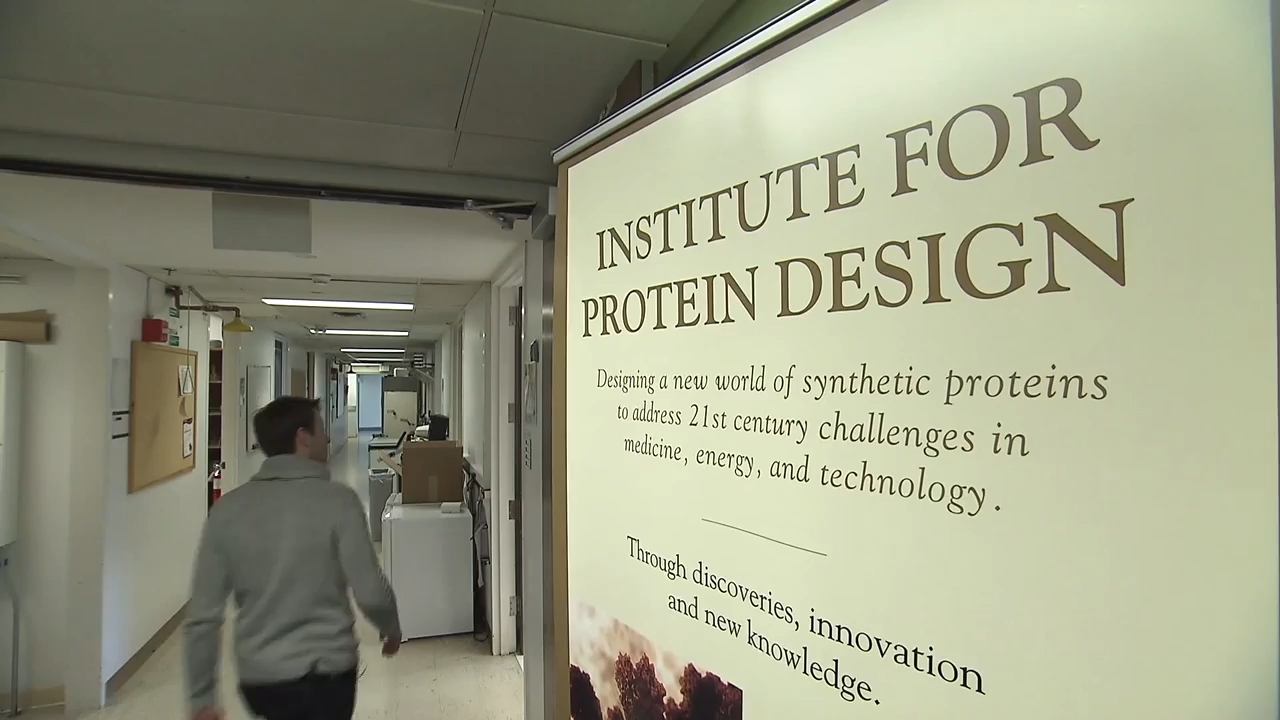 INSTITUTE FOR
PROTEIN DESIGN
Designing a new world of synthetic proteins
to address 21st century challenges in
medicine, energy, and technology.
Through discoveries, innovation
and new knowledge.